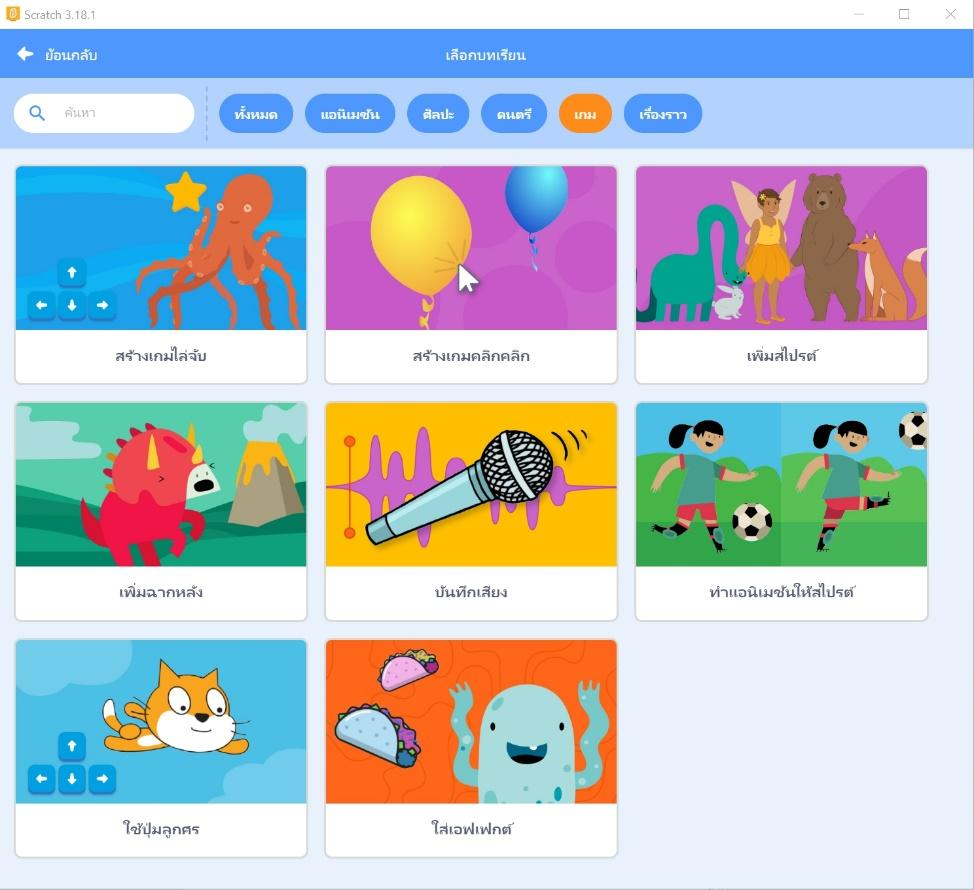 Scratch 3.18.1
ย้อนกลับ
เลือกบทเรียน
ค้นหา
ทั้งหมด
แอนิเมชัน
ศิลปะ
ดนตรี
เกม
เรื่องราว
สร้างเกมไล่จับ
สร้างเกมคลิกคลิก
เพิ่มสไปรต์
เพิ่มฉากหลัง
บันทึกเสียง
ทำแอนิเมชันให้สไปรต์
ใช้ปุ่มลูกศร
ใส่เอฟเฟกต์